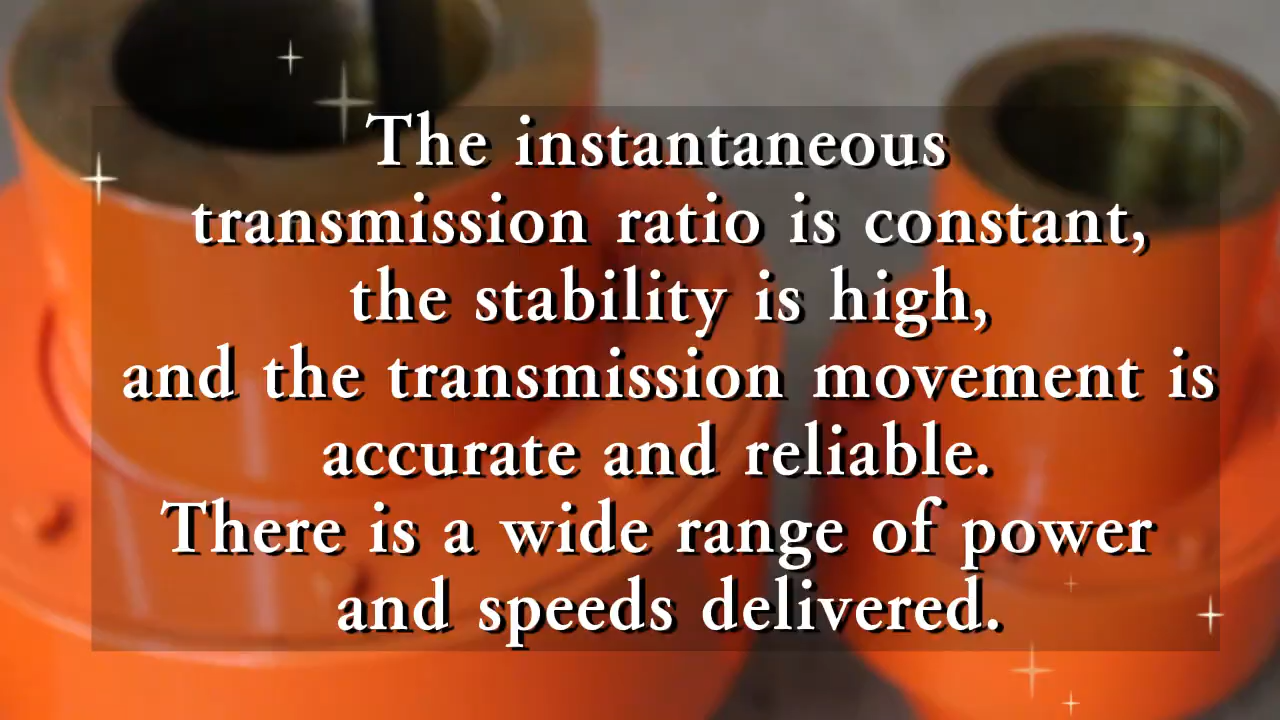 The instantaneous
transmission ratio is constant,
the stability is high,
and the transmission movement is
accurate and reliable.
There is a wide range of power
and speeds delivered.